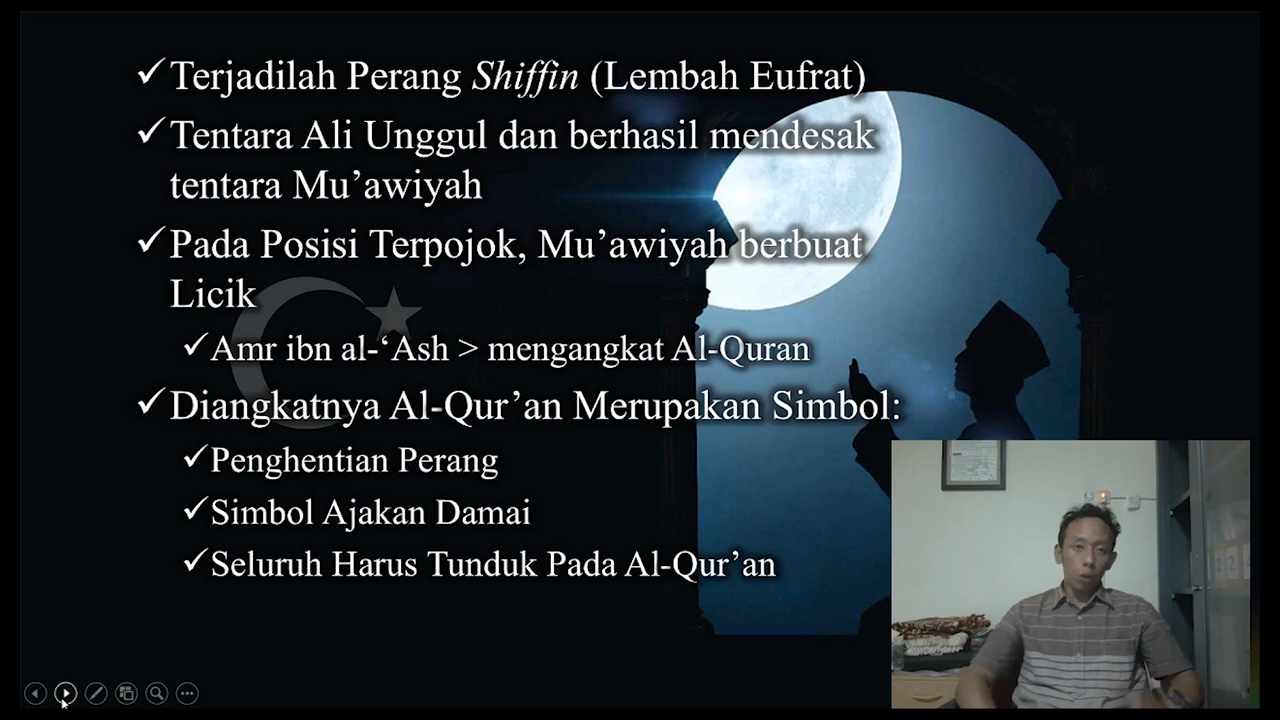 Terjadilah Perang Shiffin (Lembah Eufrat)
Tentara Ali Unggul dan berhasil mendesak
tentara Mu’awiyah
Pada Posisi Terpojok, Mu’awiyah berbuat
Licik
Amr ibn al-‘Ash > mengangkat Al-Quran
Diangkatnya Al-Qur’an Merupakan Simbol:
Penghentian Perang
Simbol Ajakan Damai
Seluruh Harus Tunduk Pada Al-Qur’an